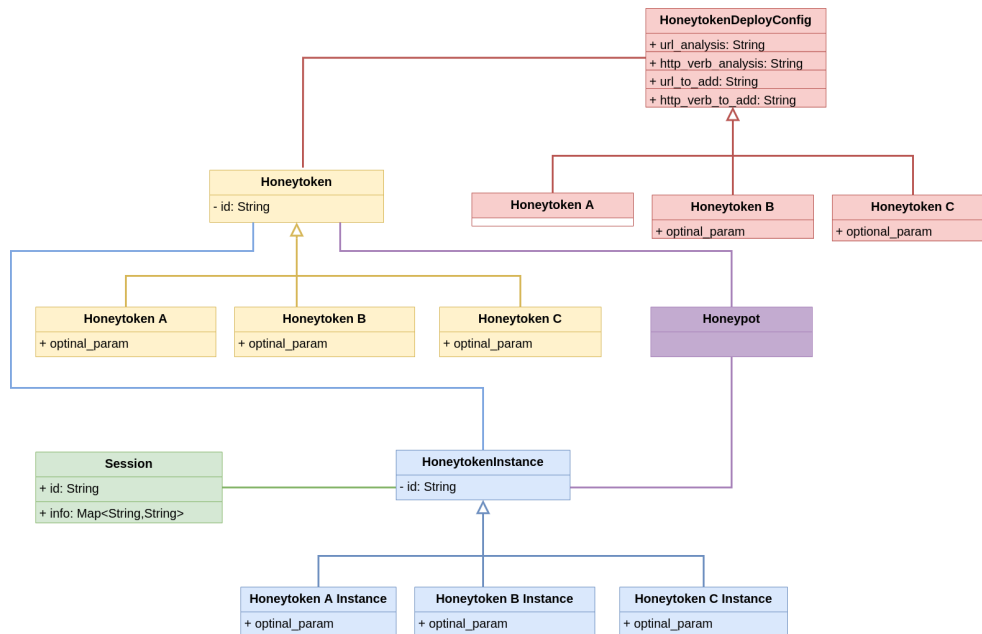 HoneytokenDeployConfig
+ url_analysis: String
+ http_verb_analysis: String
+ url_to_add: String
+ http_verb_to_add: String
Honeytoken
- id: String
Honeytoken A
Honeytoken B
+ optinal_param
Honeytoken C
+ optional_param
Honeytoken A
+ optinal_param
Honeytoken B
+ optinal_param
Honeytoken C
+ optinal_param
Honeypot
Session
+ id: String
+ info: Map<String,String>
HoneytokenInstance
- id: String
Honeytoken A Instance
+ optinal_param
Honeytoken B Instance
+ optinal_param
Honeytoken C Instance
+ optinal_param